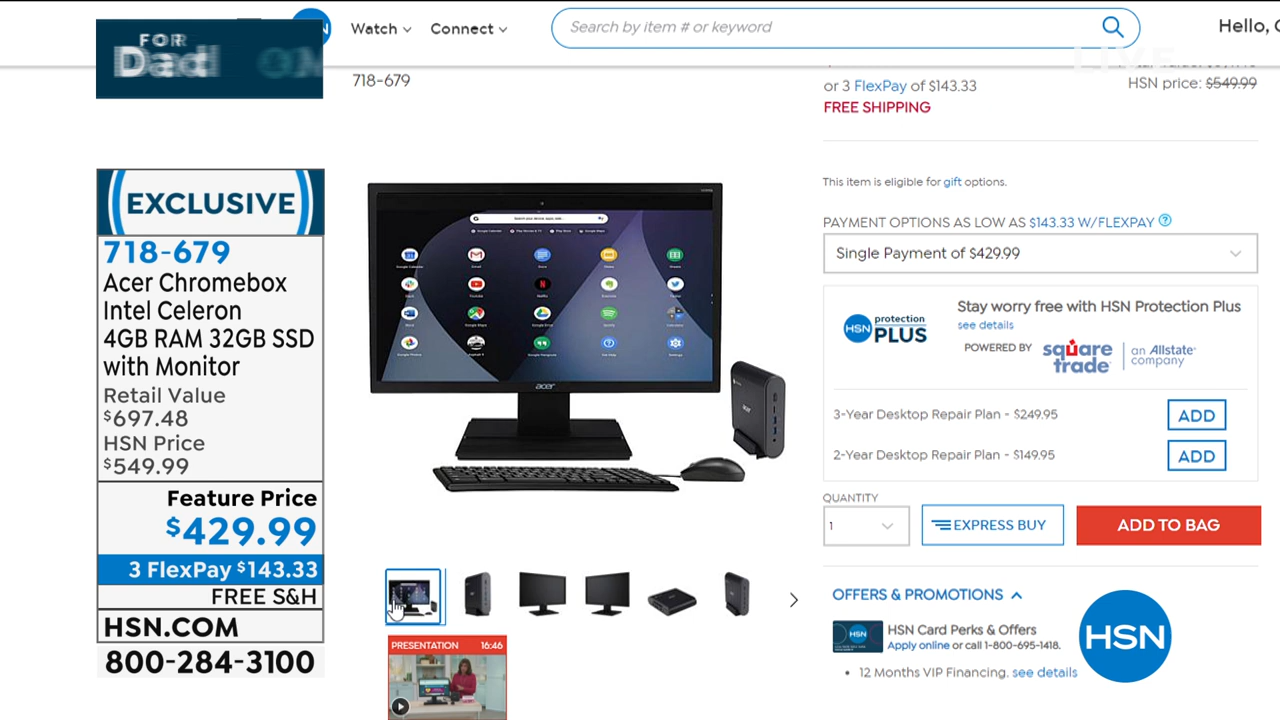 FOR
Dad
Watch
Connect
Search by item # or keyword
Hello,
LIVE
718-679
or 3 FlexPay of $143.33
HSN price: $549.99
FREE SHIPPING
This item is eligible for gift options.
PAYMENT OPTIONS AS LOW AS $143.33 W/FLEXPAY ?
Single Payment of $429.99
HSN protection PLUS
Stay worry free with HSN Protection Plus
see details
POWERED BY
square trade
an Allstate company
3-Year Desktop Repair Plan - $249.95
ADD
2-Year Desktop Repair Plan - $149.95
ADD
QUANTITY
1
EXPRESS BUY
ADD TO BAG
OFFERS & PROMOTIONS
HSN
HSN Card Perks & Offers
Apply online or call 1-800-695-1418.
• 12 Months VIP Financing. see details
HSN
EXCLUSIVE
718-679
Acer Chromebox
Intel Celeron
4GB RAM 32GB SSD
with Monitor
Retail Value
$697.48
HSN Price
$549.99
Feature Price
$429.99
3 FlexPay $143.33
FREE S&H
HSN.COM
800-284-3100
acer
PRESENTATION 16:46